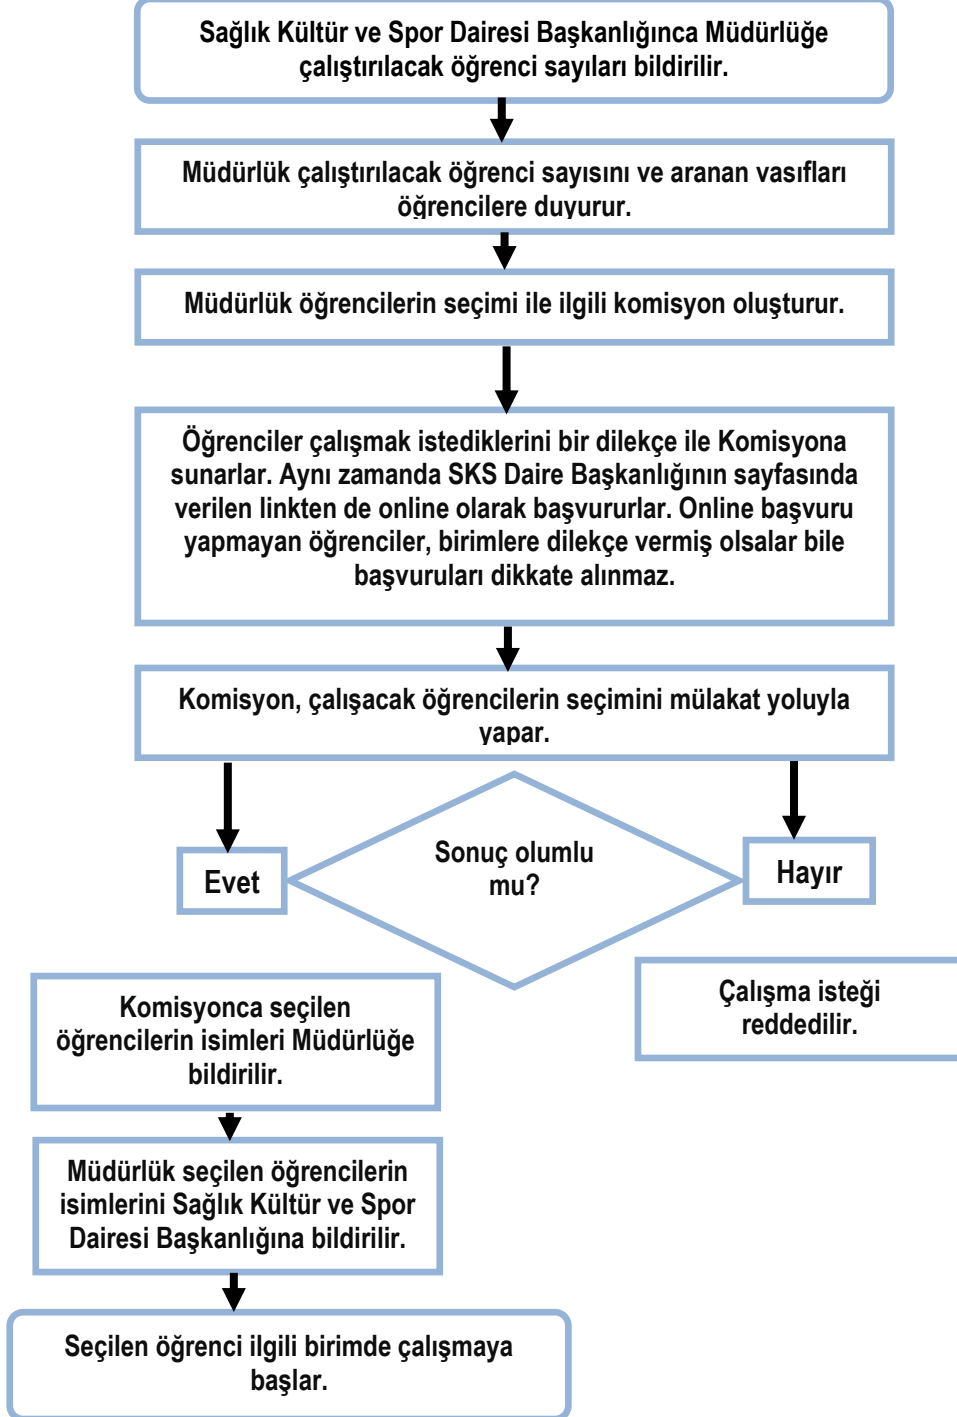 Sağlık Kültür ve Spor Dairesi Başkanlığınca Müdürlüğe
çalıştırılacak öğrenci sayıları bildirilir.
Müdürlük çalıştırılacak öğrenci sayısını ve aranan vasıfları
öğrencilere duyurur.
Müdürlük öğrencilerin seçimi ile ilgili komisyon oluşturur.
Öğrenciler çalışmak istediklerini bir dilekçe ile Komisyona
sunarlar. Aynı zamanda SKS Daire Başkanlığının sayfasında
verilen linkten de online olarak başvururlar. Online başvuru
yapmayan öğrenciler, birimlere dilekçe vermiş olsalar bile
başvuruları dikkate alınmaz.
Komisyon, çalışacak öğrencilerin seçimini mülakat yoluyla
yapar.
Sonuç olumlu
mu?
Evet
Hayır
Komisyonca seçilen
öğrencilerin isimleri Müdürlüğe
bildirilir.
Çalışma isteği
reddedilir.
Müdürlük seçilen öğrencilerin
isimlerini Sağlık Kültür ve Spor
Dairesi Başkanlığına bildirilir.
Seçilen öğrenci ilgili birimde çalışmaya
başlar.